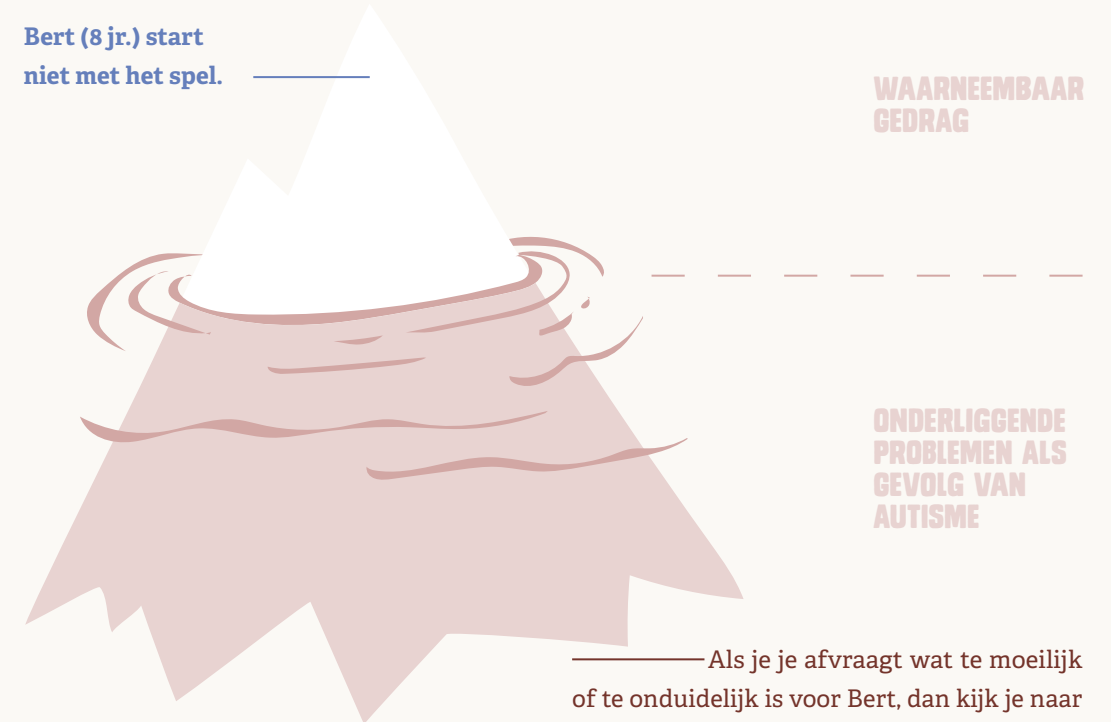 Bert (8 jr.) start
niet met het spel.
WAARNEEMBAAR
GEDRAG
ONDERLIGGENDE
PROBLEMEN ALS
GEVOLG VAN
AUTISME
Als je je afvraagt wat te moeilijk
of te onduidelijk is voor Bert, dan kijk je naar